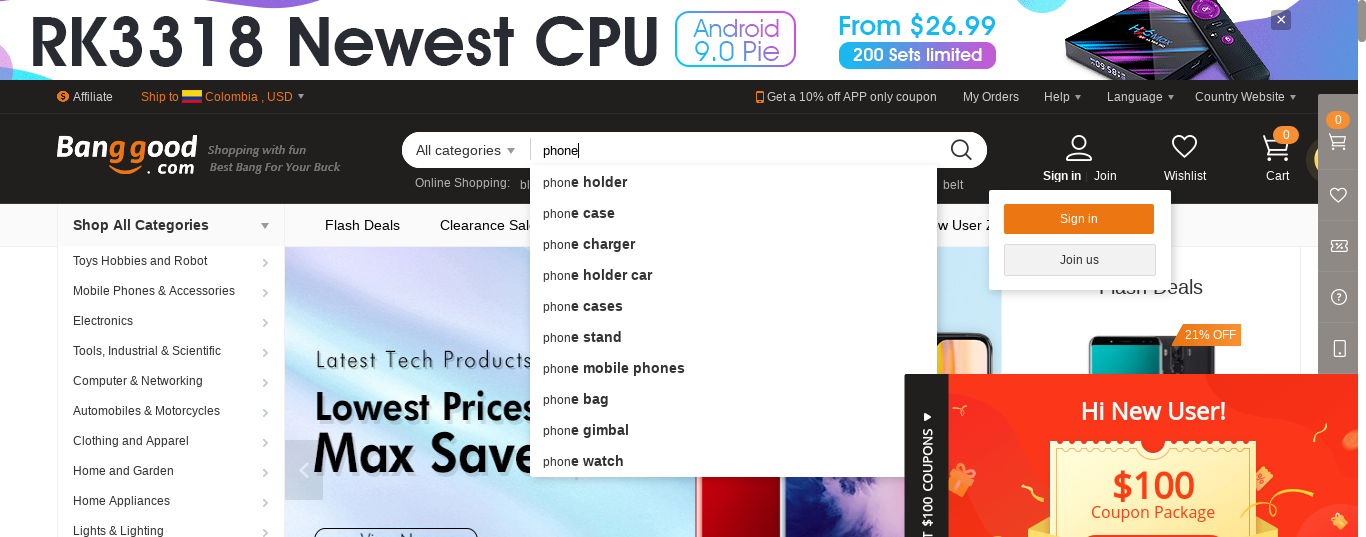 RK3318 Newest CPU
Android
9.0 Pie
From $26.99
200 Sets limited
Affiliate
Ship to Colombia , USD
Get a 10% off APP only coupon
My Orders
Help
Language
Country Website
Banggood
.com
Shopping with fun
Best Bang For Your Buck
All categories
phone
0
Sign in
Join
Wishlist
Cart
0
Online Shopping:
belt
phone holder
phone case
phone charger
phone holder car
phone cases
phone stand
phone mobile phones
phone bag
phone gimbal
phone watch
Sign in
Join us
Shop All Categories
Flash Deals
Clearance Sal
w User Z
Toys Hobbies and Robot
Mobile Phones & Accessories
Electronics
Tools, Industrial & Scientific
Computer & Networking
Automobiles & Motorcycles
Clothing and Apparel
Home and Garden
Home Appliances
Lights & Lighting
Latest Tech Products
Lowest Prices
Max Save
Flash Deals
21% OFF
$100 COUPONS
Hi New User!
$100
Coupon Package